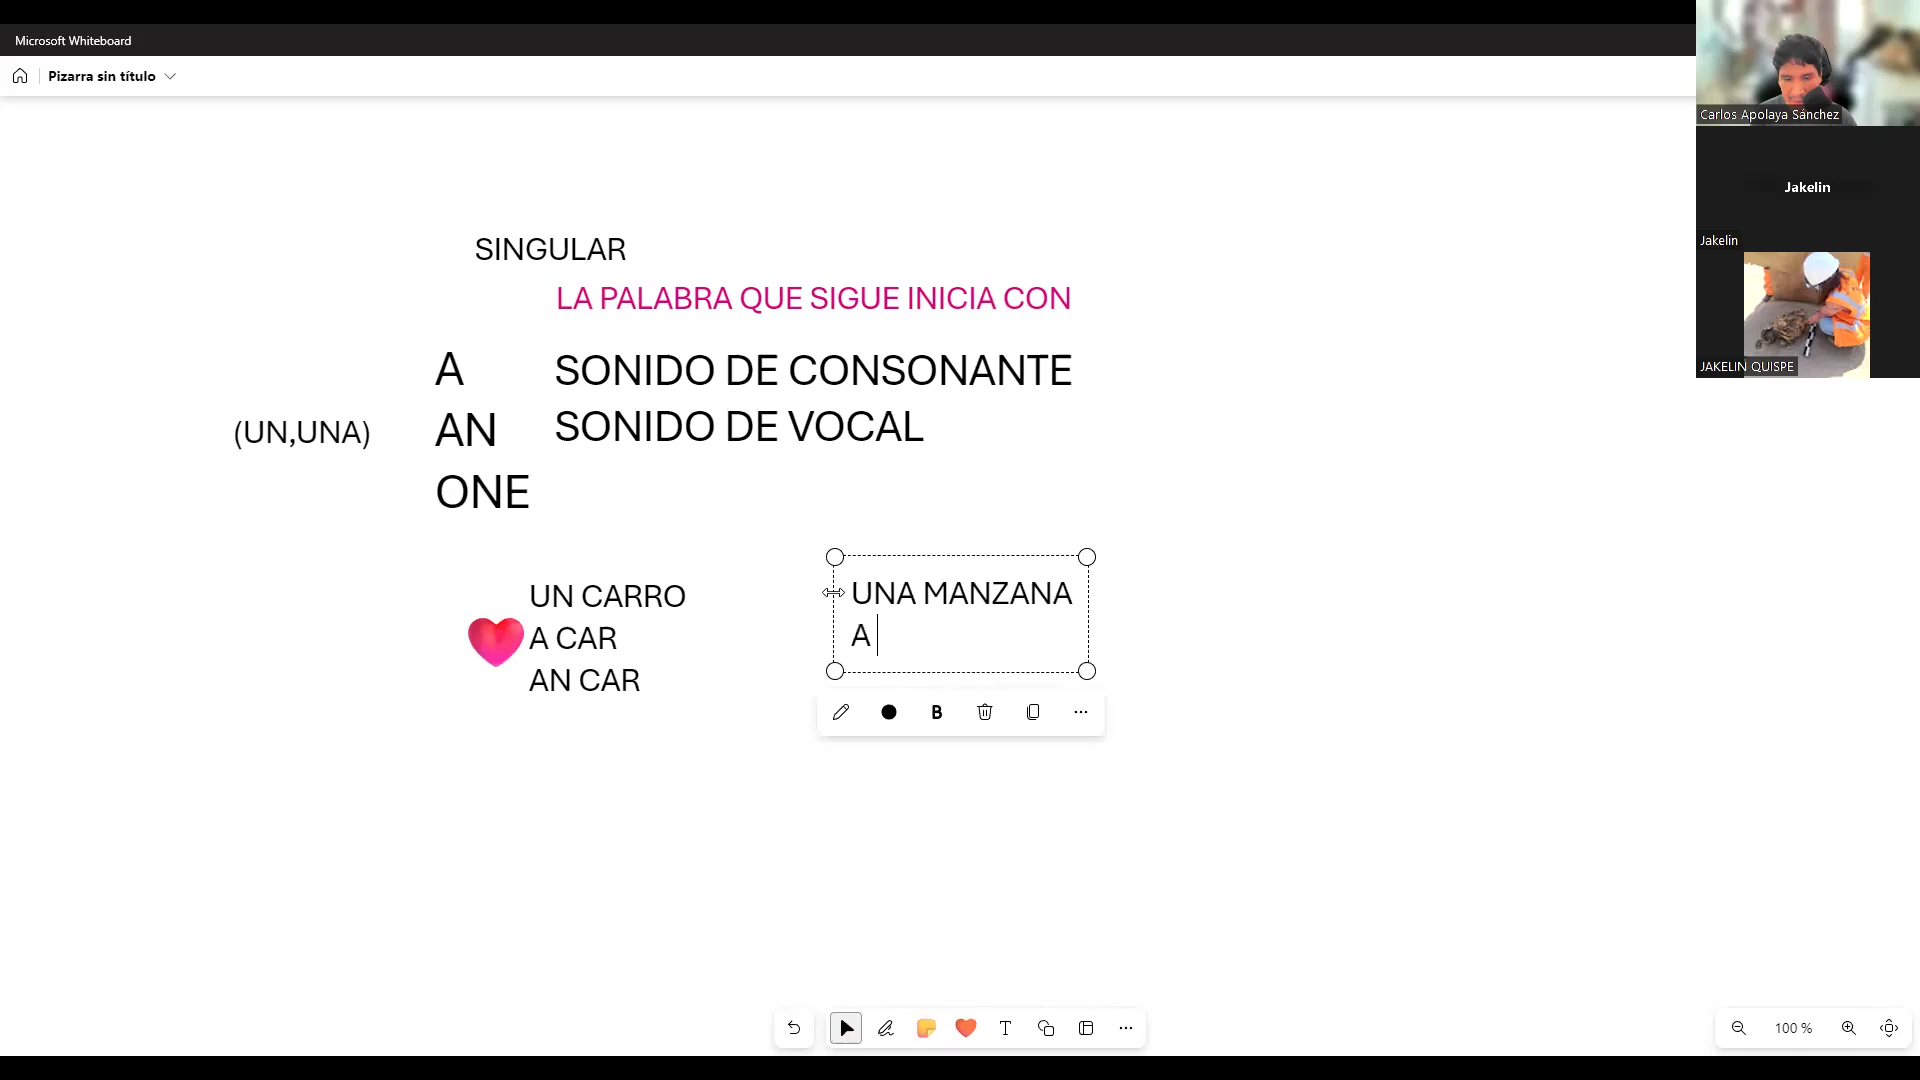 Microsoft Whiteboard
Pizarra sin título
Carlos Apolaya Sánchez
Jakelin
Jakelin
JAKELIN QUISPE
SINGULAR
LA PALABRA QUE SIGUE INICIA CON
A SONIDO DE CONSONANTE
(UN,UNA) AN SONIDO DE VOCAL
ONE
UN CARRO
A CAR
AN CAR
UNA MANZANA
A
B
T
100 %